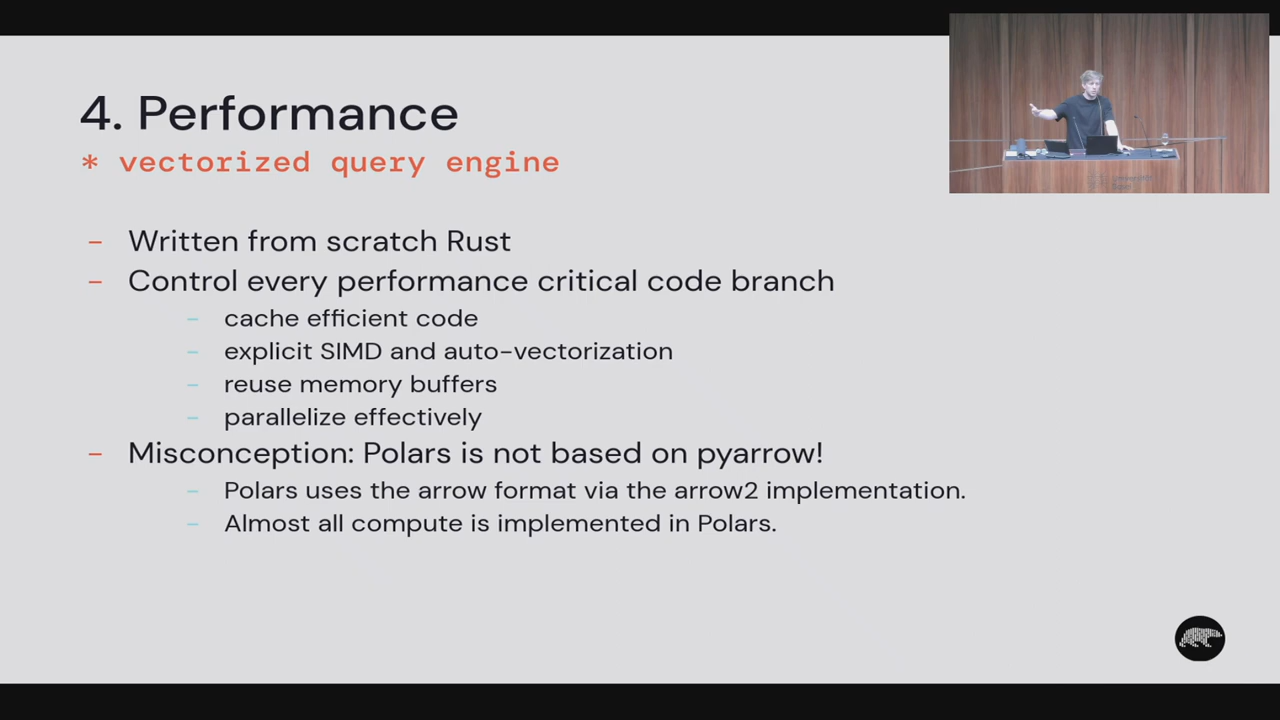 4. Performance
* vectorized query engine
- Written from scratch Rust
- Control every performance critical code branch
- cache efficient code
- explicit SIMD and auto-vectorization
- reuse memory buffers
- parallelize effectively
- Misconception: Polars is not based on pyarrow!
- Polars uses the arrow format via the arrow2 implementation.
- Almost all compute is implemented in Polars.